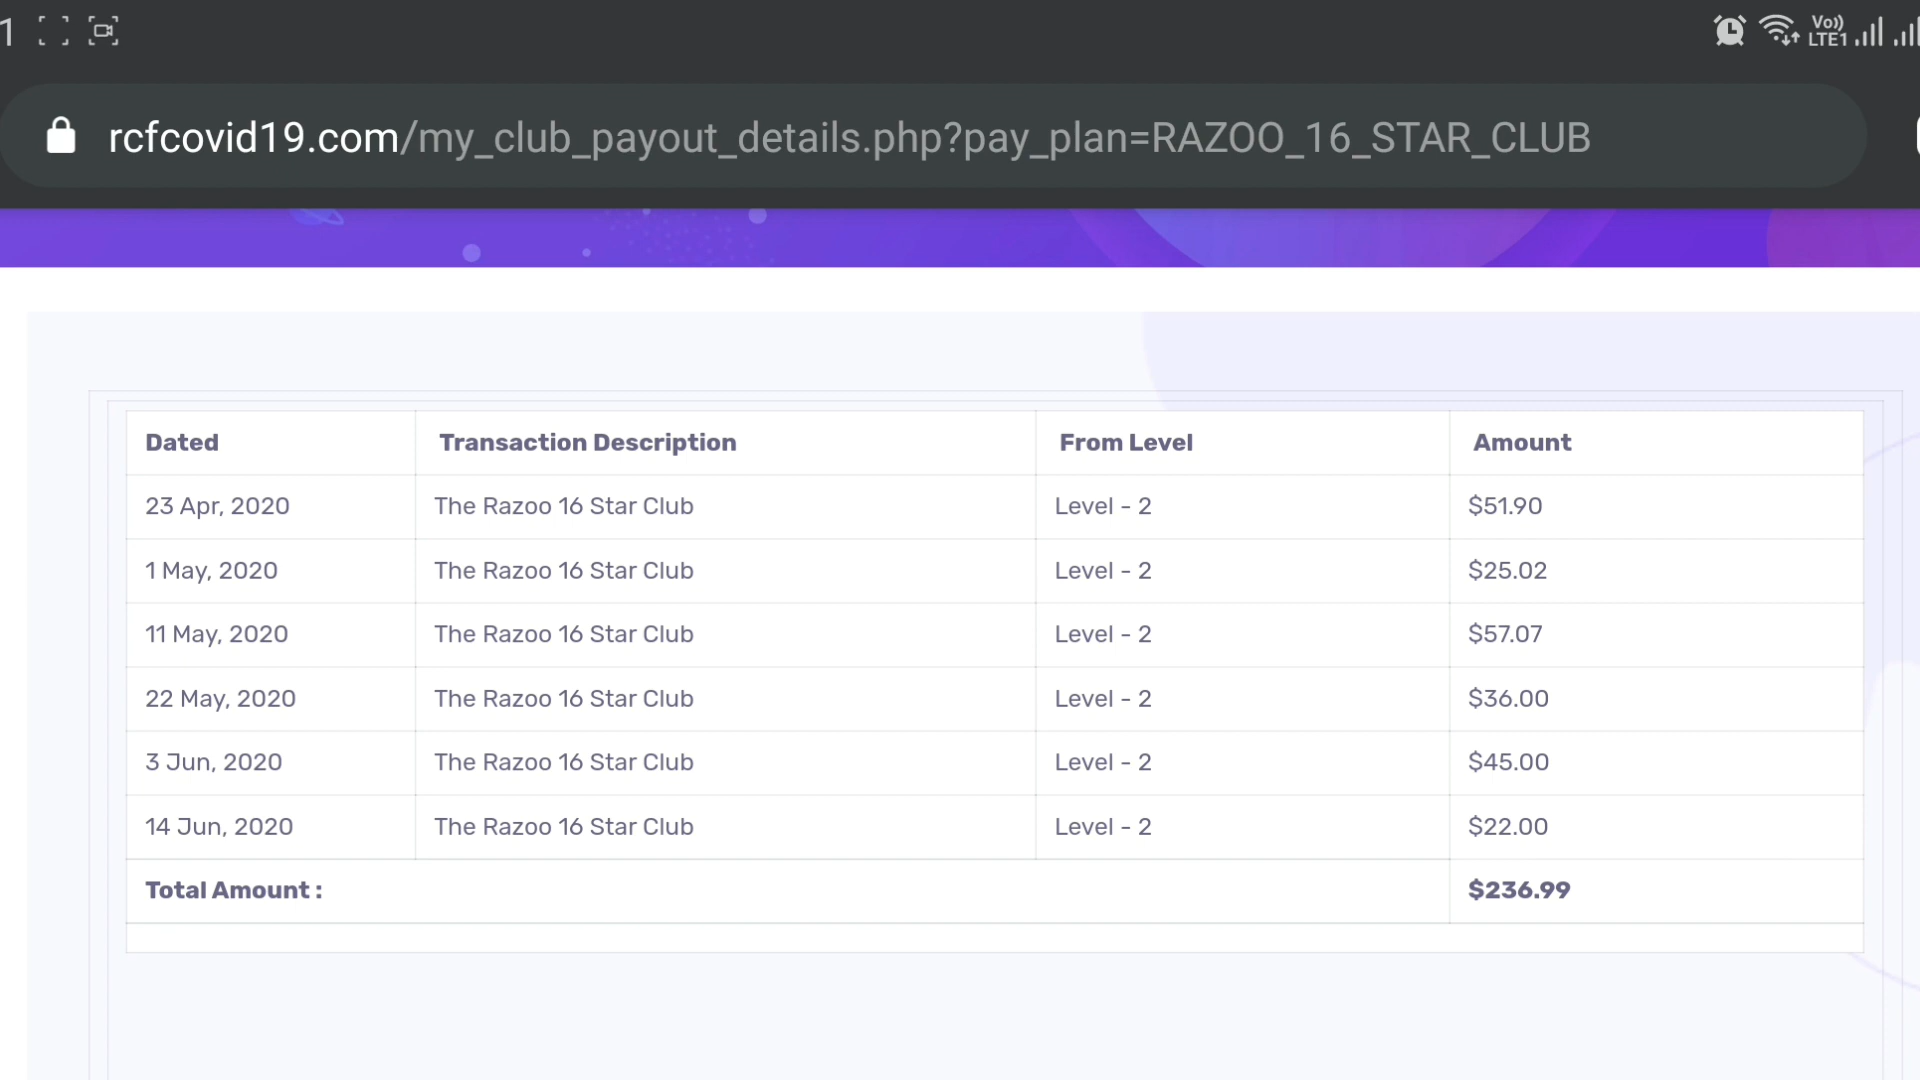 1 Vo)) LTE1
rcfcovid19.com/my_club_payout_details.php?pay_plan=RAZOO_16_STAR_CLUB
Dated Transaction Description From Level Amount
23 Apr, 2020 The Razoo 16 Star Club Level - 2 $51.90
1 May, 2020 The Razoo 16 Star Club Level - 2 $25.02
11 May, 2020 The Razoo 16 Star Club Level - 2 $57.07
22 May, 2020 The Razoo 16 Star Club Level - 2 $36.00
3 Jun, 2020 The Razoo 16 Star Club Level - 2 $45.00
14 Jun, 2020 The Razoo 16 Star Club Level - 2 $22.00
Total Amount : $236.99